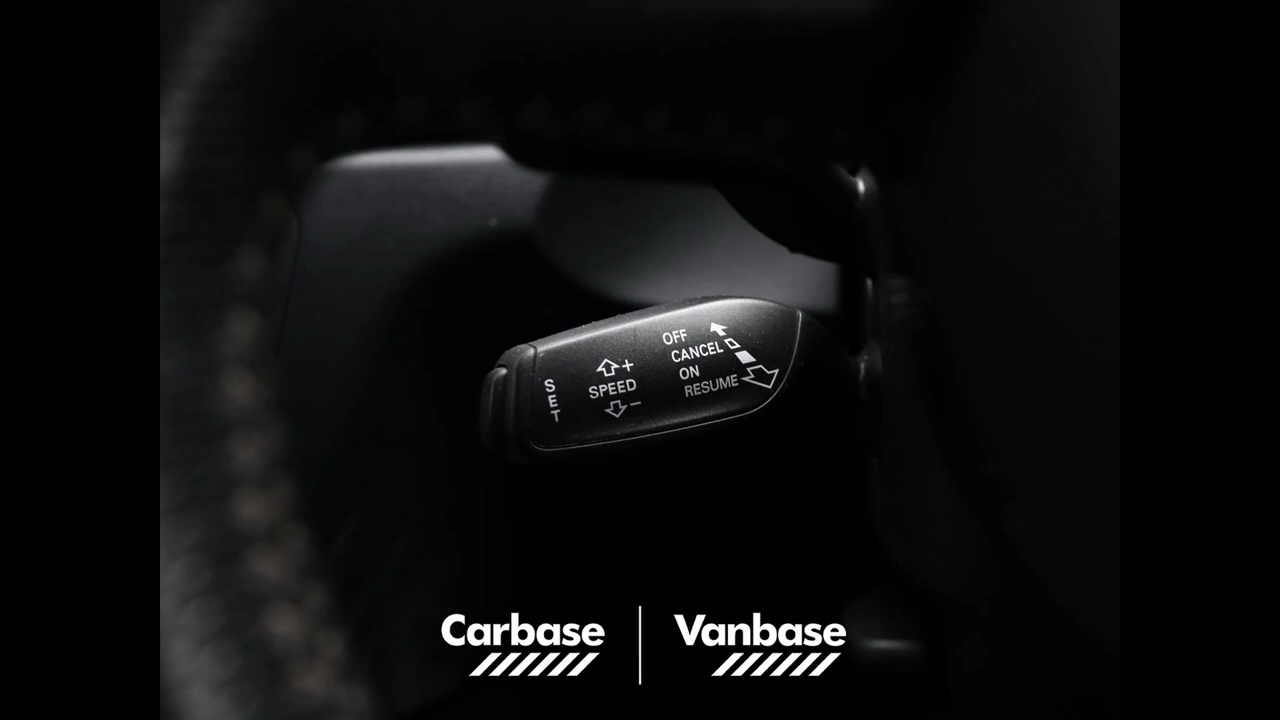 OFF
CANCEL
ON
RESUME
+
SPEED
−
SET
Carbase | Vanbase